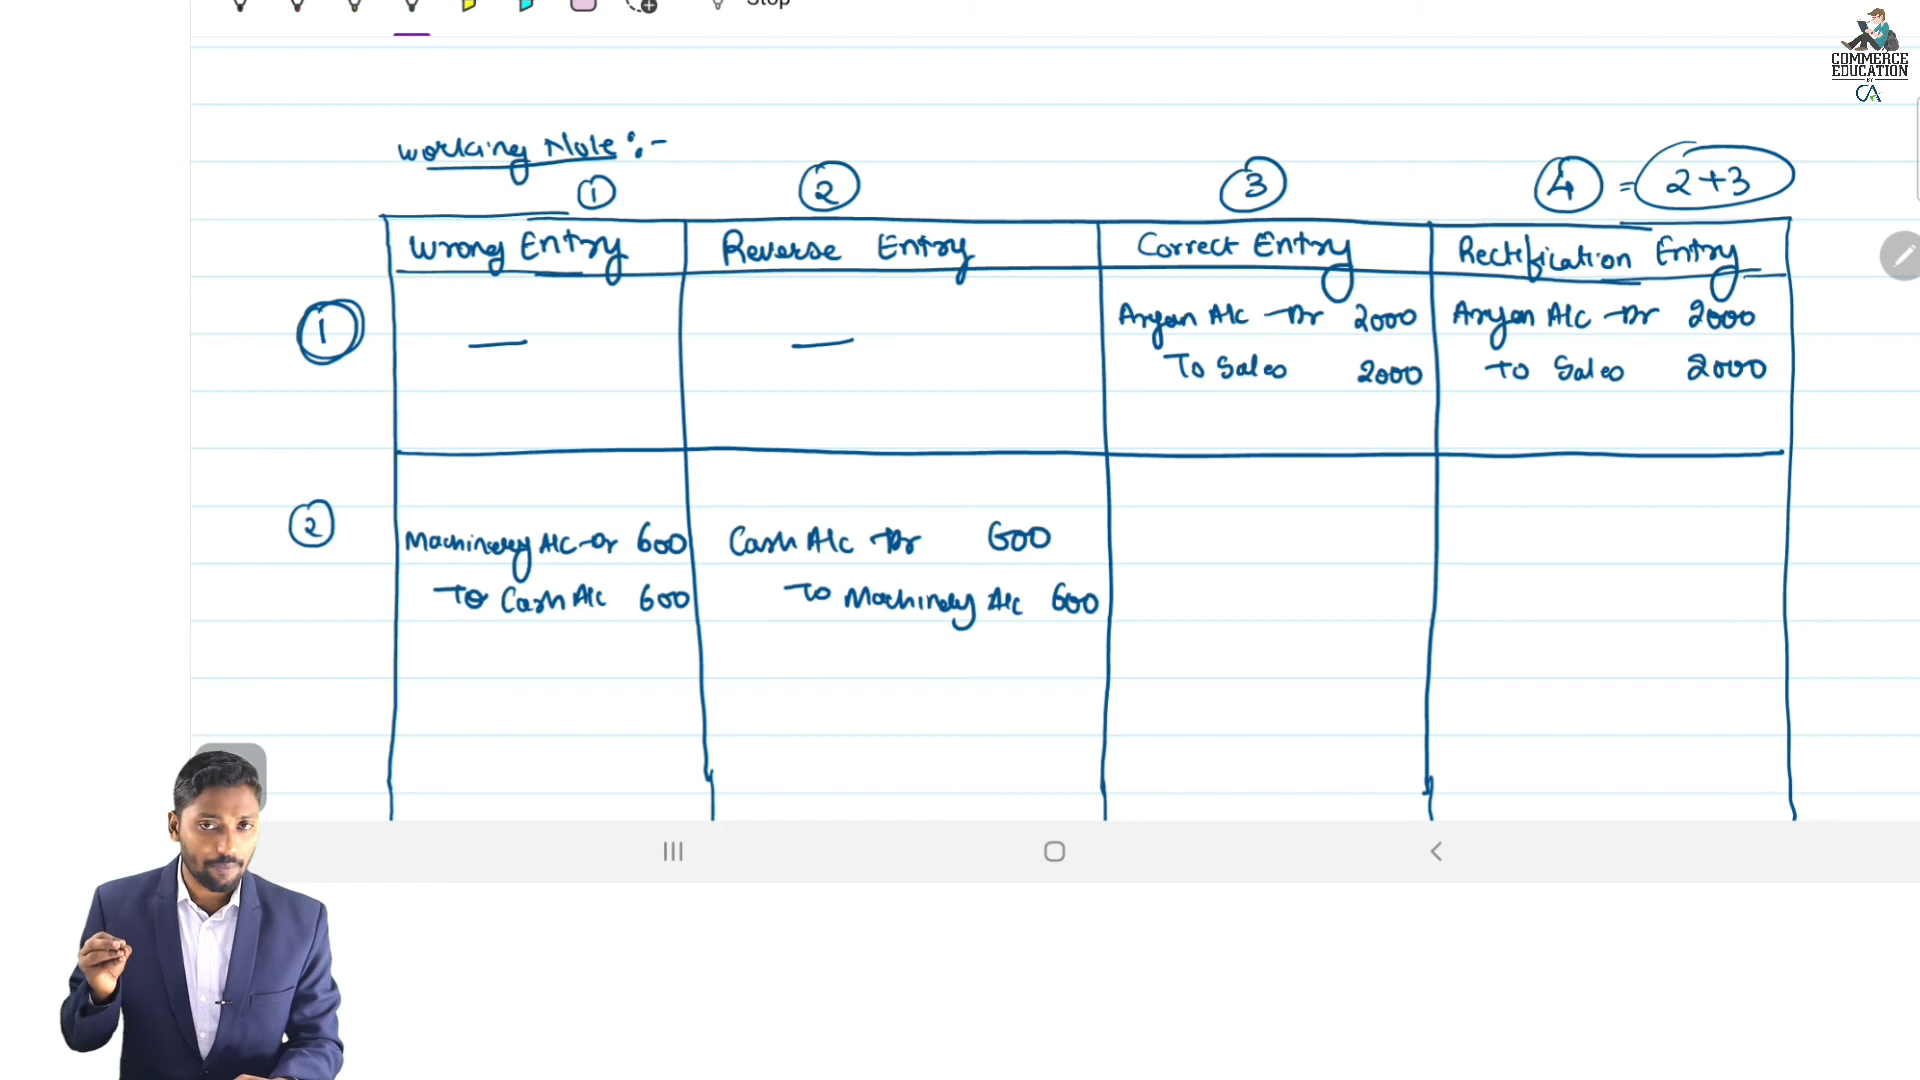 Stop
COMMERCE
EDUCATION
BY
CA
Working Note :-
1 2 3 4 = 2+3
Wrong Entry Reverse Entry Correct Entry Rectification Entry
1 — — Aryan A/c Dr 2000 Aryan A/c Dr 2000
To Sales 2000 To Sales 2000
2 Machinery A/c Dr 600 Cash A/c Dr 600
To Cash A/c 600 To Machinery A/c 600